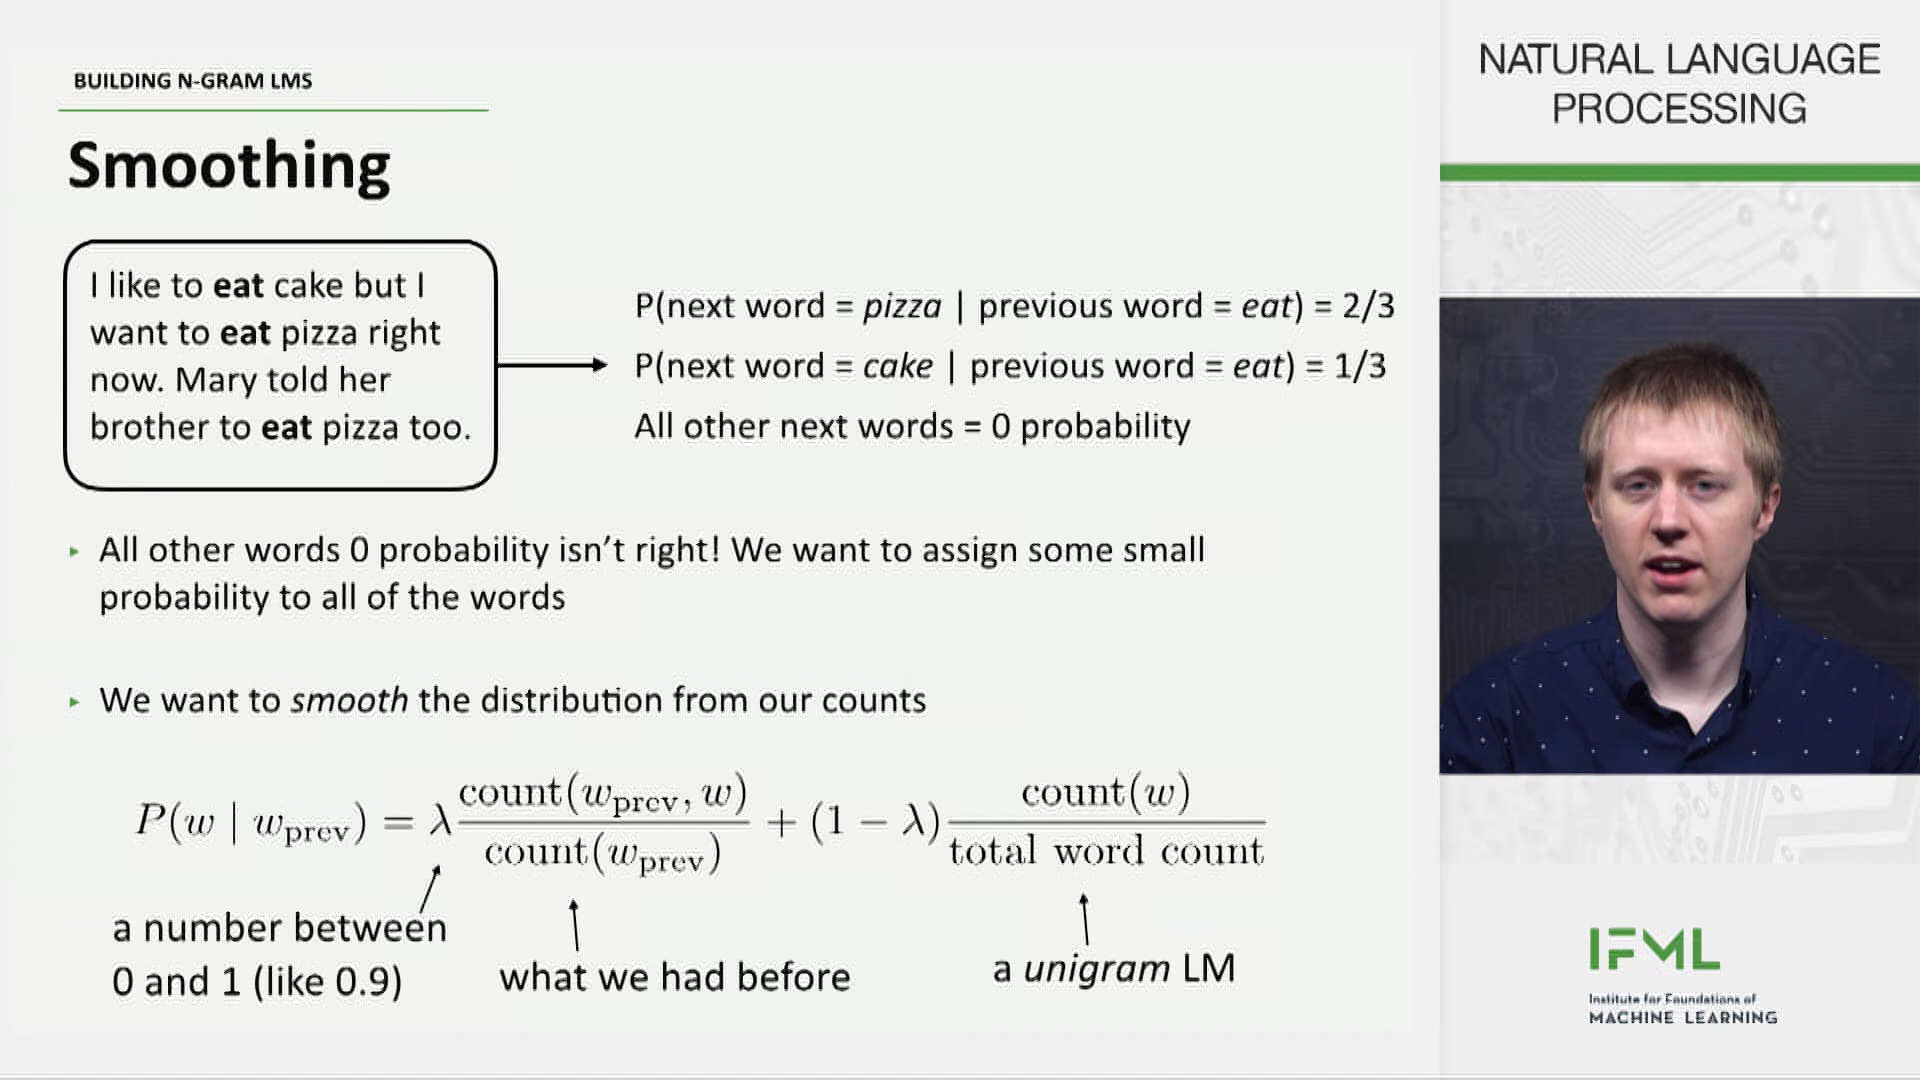 BUILDING N-GRAM LMS
Smoothing
I like to eat cake but I
want to eat pizza right
now. Mary told her
brother to eat pizza too.
P(next word = pizza | previous word = eat) = 2/3
P(next word = cake | previous word = eat) = 1/3
All other next words = 0 probability
▸ All other words 0 probability isn't right! We want to assign some small
probability to all of the words
▸ We want to smooth the distribution from our counts
P(w | w_prev) = λ count(w_prev, w) / count(w_prev) + (1 − λ) count(w) / total word count
a number between
0 and 1 (like 0.9)
what we had before
a unigram LM
NATURAL LANGUAGE
PROCESSING
IFML
Institute for Foundations of
MACHINE LEARNING